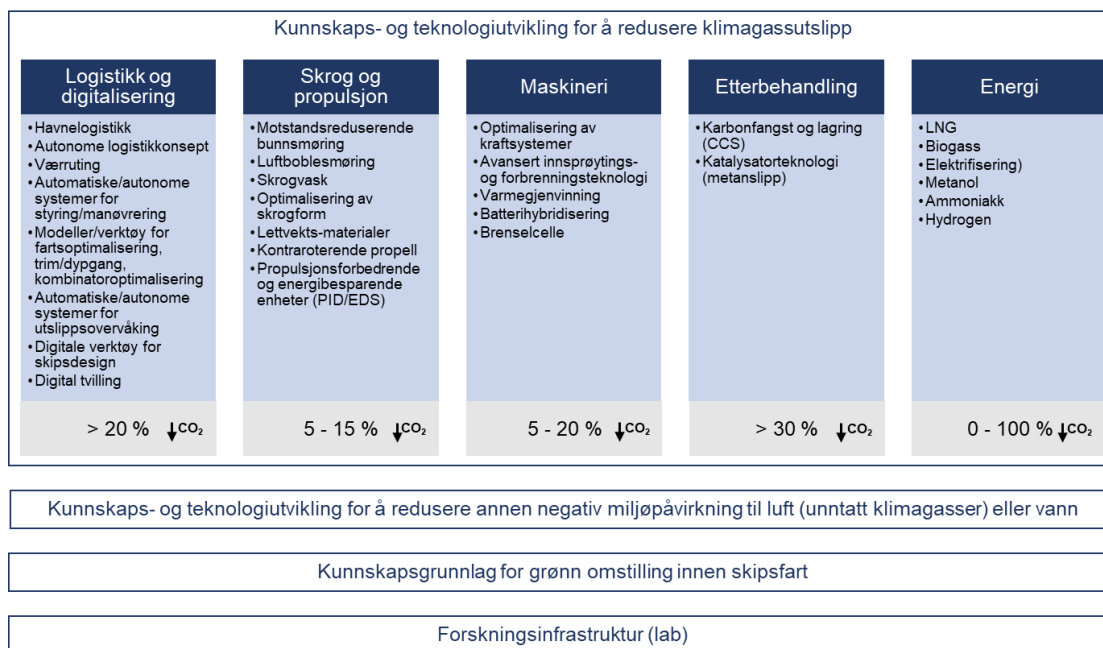 Kunnskaps- og teknologiutvikling for å redusere klimagassutslipp
Logistikk og
digitalisering
•Havnelogistikk
•Autonome logistikkonsept
•Værruting
•Automatiske/autonome
systemer for
styring/manøvrering
•Modeller/verktøy for
fartsoptimalisering,
trim/dypgang,
kombinatoroptimalisering
•Automatiske/autonome
systemer for
utslippsovervåking
•Digitale verktøy for
skipsdesign
•Digital tvilling
> 20 % CO₂
Skrog og
propulsjon
•Motstandsreduserende
bunnsmøring
•Luftboblesmøring
•Skrogvask
•Optimalisering av
skrogform
•Lettvekts-materialer
•Kontraroterende propell
•Propulsjonsforbedrende
og energibesparende
enheter (PID/EDS)
5 - 15 % CO₂
Maskineri
•Optimalisering av
kraftsystemer
•Avansert innsprøytings-
og forbrenningsteknologi
•Varmegjenvinning
•Batterihybridisering
•Brenselcelle
5 - 20 % CO₂
Etterbehandling
•Karbonfangst og lagring
(CCS)
•Katalysatorteknologi
(metanslipp)
> 30 % CO₂
Energi
•LNG
•Biogass
•Elektrifisering)
•Metanol
•Ammoniakk
•Hydrogen
0 - 100 % CO₂
Kunnskaps- og teknologiutvikling for å redusere annen negativ miljøpåvirkning til luft (unntatt klimagasser) eller vann
Kunnskapsgrunnlag for grønn omstilling innen skipsfart
Forskningsinfrastruktur (lab)